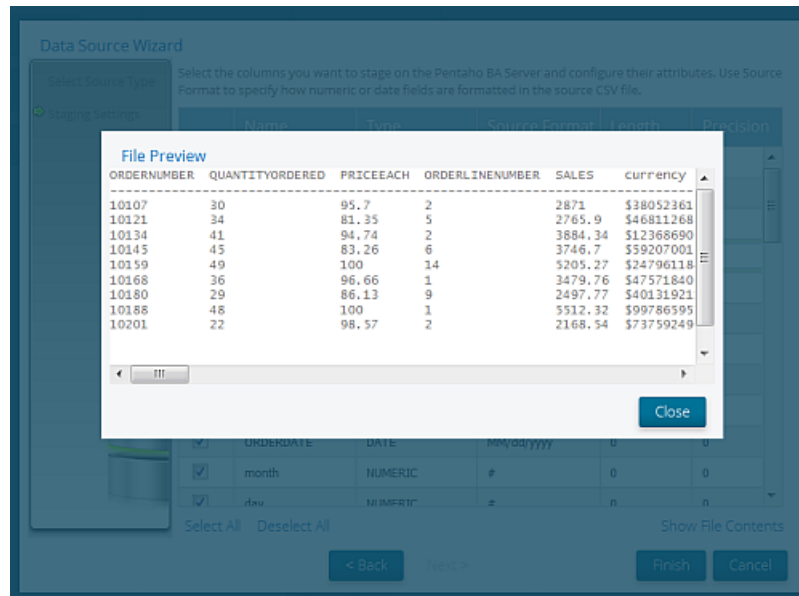 Data Source Wizard
Select Source Type
Staging Settings
Select the columns you want to stage on the Pentaho BA Server and configure their attributes. Use Source
Format to specify how numeric or date fields are formatted in the source CSV file.
Name Type Source Format Length Precision
File Preview
ORDERNUMBER QUANTITYORDERED PRICEEACH ORDERLINENUMBER SALES currency
10107 30 95.7 2 2871 $38052361
10121 34 81.35 5 2765.9 $46811268
10134 41 94.74 2 3884.34 $12368690
10145 45 83.26 6 3746.7 $59207001
10159 49 100 14 5205.27 $24796118
10168 36 96.66 1 3479.76 $47571840
10180 29 86.13 9 2497.77 $40131921
10188 48 100 1 5512.32 $99786595
10201 22 98.57 2 2168.54 $73759249
Close
ORDERDATE DATE MM/dd/yyyy 0 0
month NUMERIC # 0 0
day NUMERIC # 0 0
Select All Deselect All Show File Contents
< Back Next > Finish Cancel